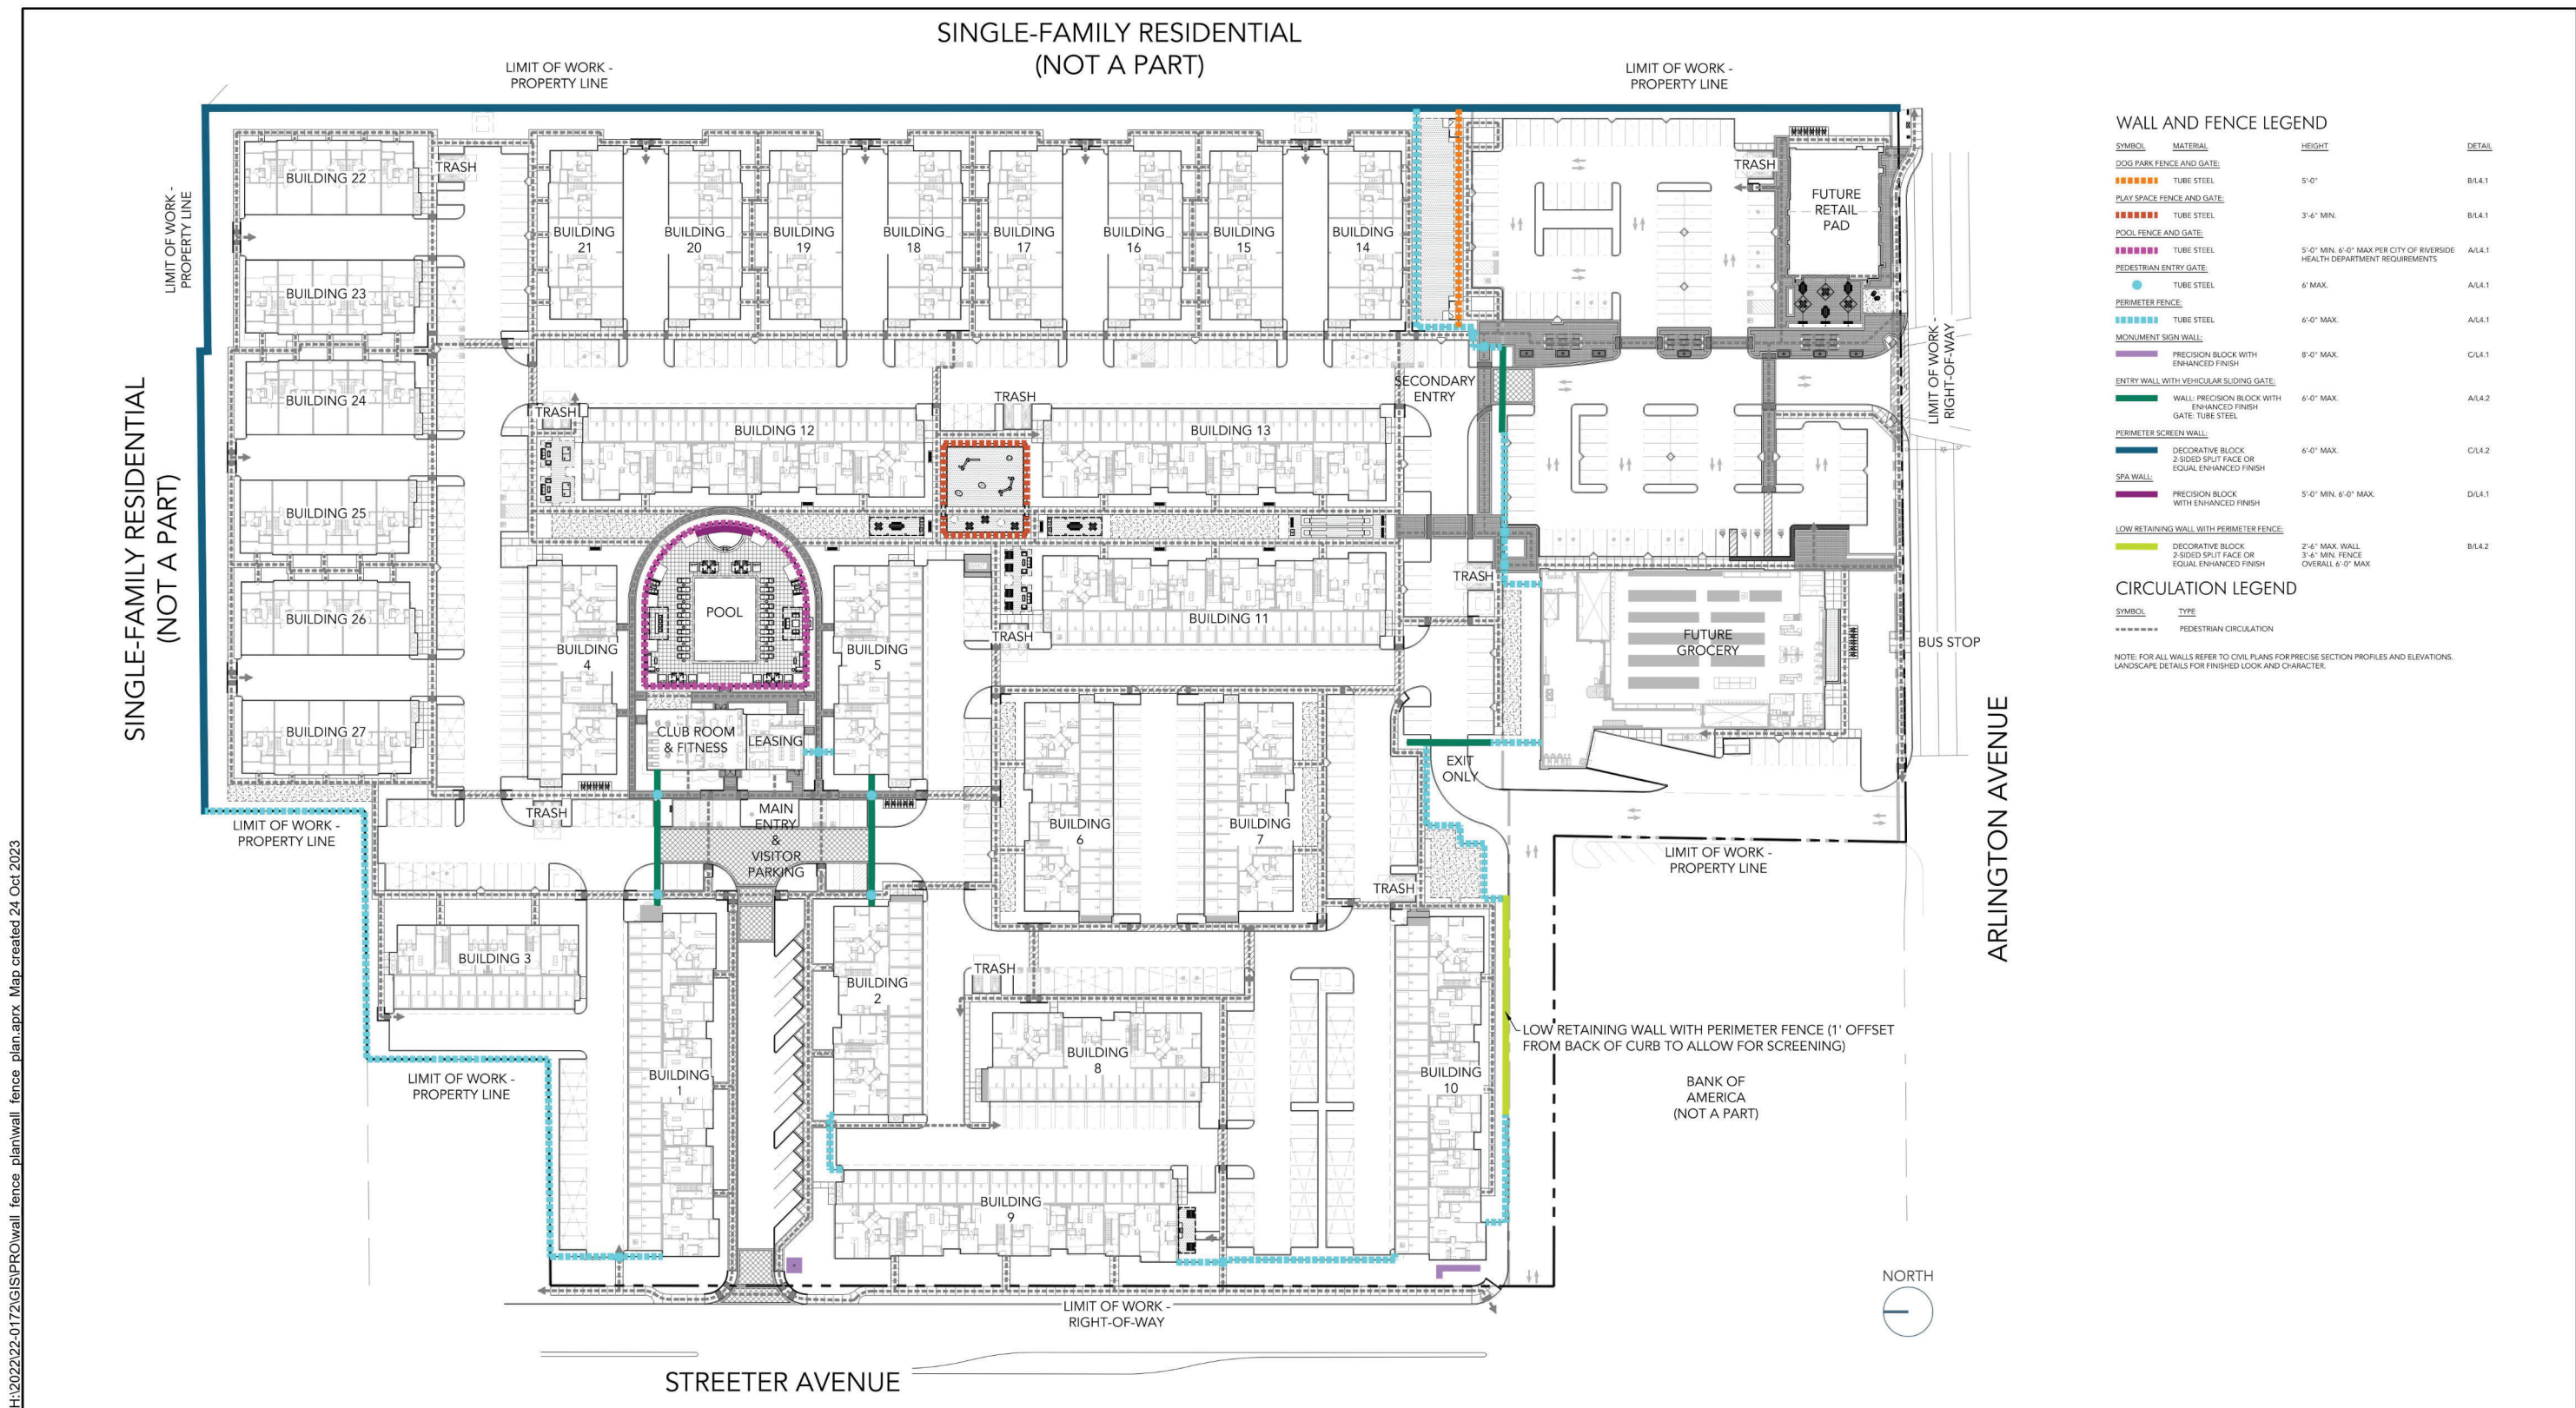 SINGLE-FAMILY RESIDENTIAL
(NOT A PART)
LIMIT OF WORK -
PROPERTY LINE
LIMIT OF WORK -
PROPERTY LINE
LIMIT OF WORK -
PROPERTY LINE
SINGLE-FAMILY RESIDENTIAL
(NOT A PART)
BUILDING 22
TRASH
BUILDING 23
BUILDING 24
BUILDING 25
BUILDING 26
BUILDING 27
BUILDING
21
BUILDING
20
BUILDING
19
BUILDING
18
BUILDING
17
BUILDING
16
BUILDING
15
BUILDING
14
TRASH
FUTURE
RETAIL
PAD
LIMIT OF WORK -
RIGHT-OF-WAY
SECONDARY
ENTRY
TRASH
BUILDING 12
TRASH
BUILDING 13
POOL
BUILDING
4
BUILDING
5
CLUB ROOM
& FITNESS
LEASING
TRASH
BUILDING 11
TRASH
FUTURE
GROCERY
BUS STOP
ARLINGTON AVENUE
EXIT
ONLY
TRASH
MAIN
ENTRY
&
VISITOR
PARKING
LIMIT OF WORK -
PROPERTY LINE
BUILDING
6
BUILDING
7
TRASH
LIMIT OF WORK -
PROPERTY LINE
BUILDING 3
BUILDING
2
TRASH
BUILDING
1
BUILDING
8
BUILDING
10
LOW RETAINING WALL WITH PERIMETER FENCE (1' OFFSET
FROM BACK OF CURB TO ALLOW FOR SCREENING)
LIMIT OF WORK -
PROPERTY LINE
BANK OF
AMERICA
(NOT A PART)
BUILDING
9
LIMIT OF WORK -
RIGHT-OF-WAY
STREETER AVENUE
NORTH
WALL AND FENCE LEGEND
SYMBOL MATERIAL HEIGHT DETAIL
DOG PARK FENCE AND GATE:
TUBE STEEL 5'-0" B/L4.1
PLAY SPACE FENCE AND GATE:
TUBE STEEL 3'-6" MIN. B/L4.1
POOL FENCE AND GATE:
TUBE STEEL 5'-0" MIN. 6'-0" MAX PER CITY OF RIVERSIDE A/L4.1
HEALTH DEPARTMENT REQUIREMENTS
PEDESTRIAN ENTRY GATE:
TUBE STEEL 6' MAX. A/L4.1
PERIMETER FENCE:
TUBE STEEL 6'-0" MAX. A/L4.1
MONUMENT SIGN WALL:
PRECISION BLOCK WITH 8'-0" MAX. C/L4.1
ENHANCED FINISH
ENTRY WALL WITH VEHICULAR SLIDING GATE:
WALL: PRECISION BLOCK WITH 6'-0" MAX. A/L4.2
ENHANCED FINISH
GATE: TUBE STEEL
PERIMETER SCREEN WALL:
DECORATIVE BLOCK 6'-0" MAX. C/L4.2
2-SIDED SPLIT FACE OR
EQUAL ENHANCED FINISH
SPA WALL:
PRECISION BLOCK 5'-0" MIN. 6'-0" MAX. D/L4.1
WITH ENHANCED FINISH
LOW RETAINING WALL WITH PERIMETER FENCE:
DECORATIVE BLOCK 2'-6" MAX. WALL B/L4.2
2-SIDED SPLIT FACE OR 3'-6" MIN. FENCE
EQUAL ENHANCED FINISH OVERALL 6'-0" MAX
CIRCULATION LEGEND
SYMBOL TYPE
PEDESTRIAN CIRCULATION
NOTE: FOR ALL WALLS REFER TO CIVIL PLANS FOR PRECISE SECTION PROFILES AND ELEVATIONS.
LANDSCAPE DETAILS FOR FINISHED LOOK AND CHARACTER.
H:\2022\22-0172\GIS\PRO\wall fence plan\wall fence plan.aprx Map created 24 Oct 2023